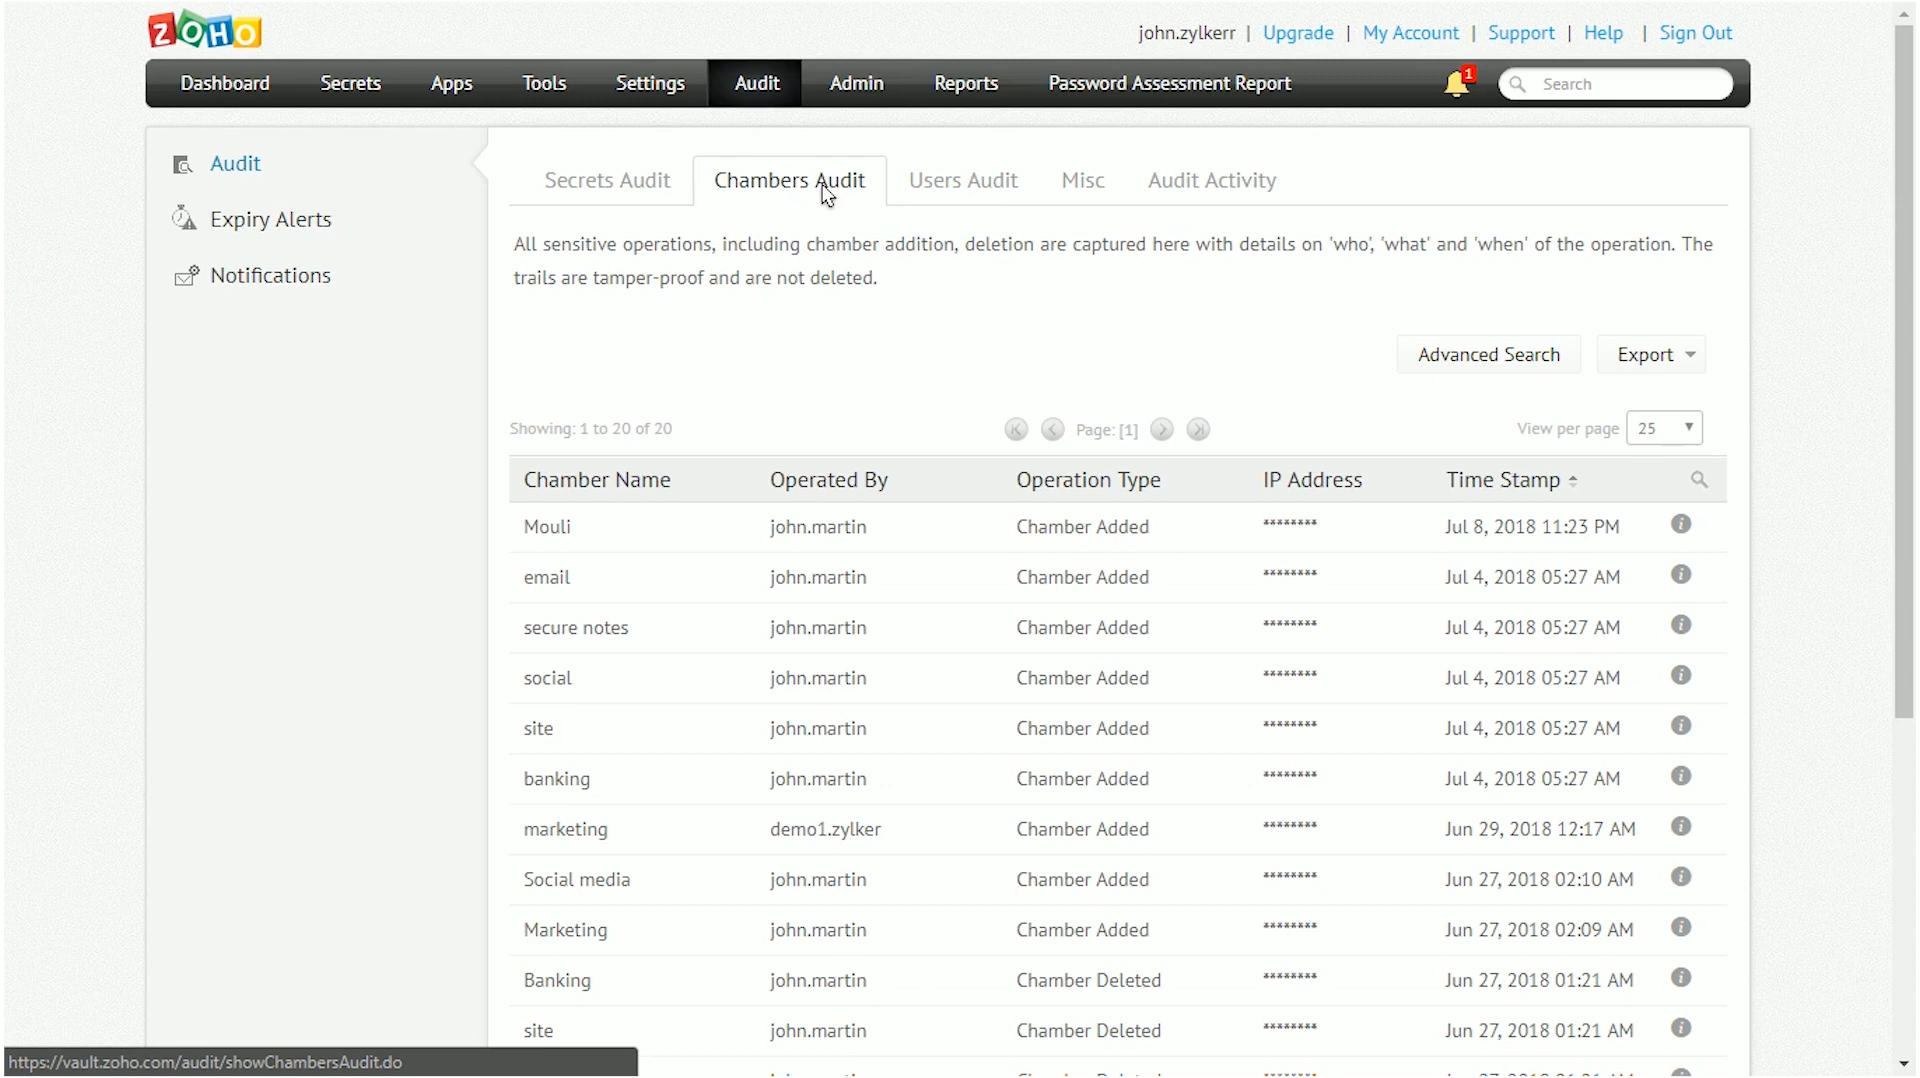 ZOHO
john.zylkerr | Upgrade | My Account | Support | Help | Sign Out
Dashboard Secrets Apps Tools Settings Audit Admin Reports Password Assessment Report 1 Search
Audit
Expiry Alerts
Notifications
Secrets Audit Chambers Audit Users Audit Misc Audit Activity
All sensitive operations, including chamber addition, deletion are captured here with details on 'who', 'what' and 'when' of the operation. The
trails are tamper-proof and are not deleted.
Advanced Search Export
Showing: 1 to 20 of 20 Page: [1] View per page 25
Chamber Name Operated By Operation Type IP Address Time Stamp
Mouli john.martin Chamber Added ******** Jul 8, 2018 11:23 PM
email john.martin Chamber Added ******** Jul 4, 2018 05:27 AM
secure notes john.martin Chamber Added ******** Jul 4, 2018 05:27 AM
social john.martin Chamber Added ******** Jul 4, 2018 05:27 AM
site john.martin Chamber Added ******** Jul 4, 2018 05:27 AM
banking john.martin Chamber Added ******** Jul 4, 2018 05:27 AM
marketing demo1.zylker Chamber Added ******** Jun 29, 2018 12:17 AM
Social media john.martin Chamber Added ******** Jun 27, 2018 02:10 AM
Marketing john.martin Chamber Added ******** Jun 27, 2018 02:09 AM
Banking john.martin Chamber Deleted ******** Jun 27, 2018 01:21 AM
site john.martin Chamber Deleted ******** Jun 27, 2018 01:21 AM
https://vault.zoho.com/audit/showChambersAudit.do